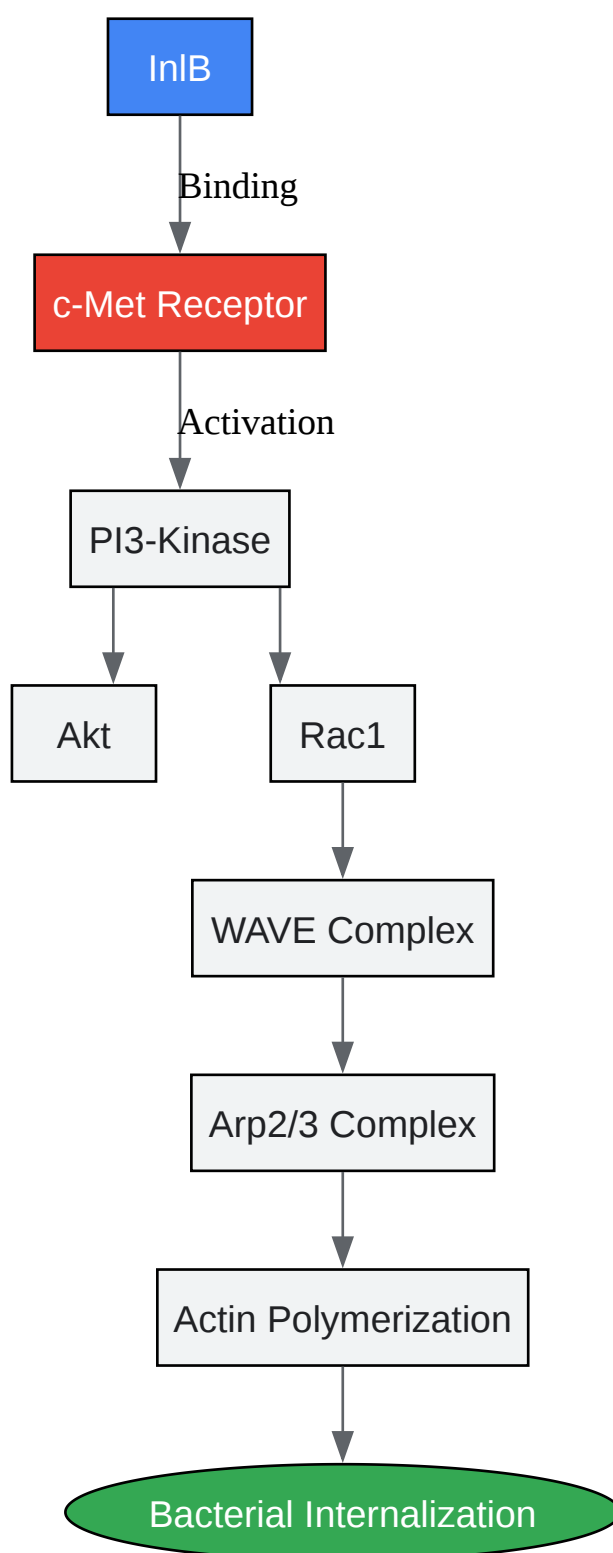 InlB
Binding
c-Met Receptor
Activation
PI3-Kinase
Akt
Rac1
WAVE Complex
Arp2/3 Complex
Actin Polymerization
Bacterial Internalization